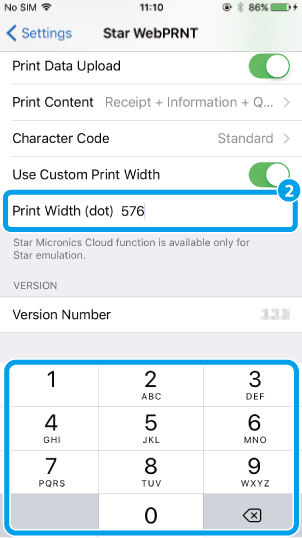 No SIM 11:10 86%
Settings Star WebPRNT
Print Data Upload
Print Content Receipt + Information + Q...
Character Code Standard
Use Custom Print Width
2
Print Width (dot) 576
Star Micronics Cloud function is available only for
Star emulation.
VERSION
Version Number
1 2 3
ABC DEF
4 5 6
GHI JKL MNO
7 8 9
PQRS TUV WXYZ
0